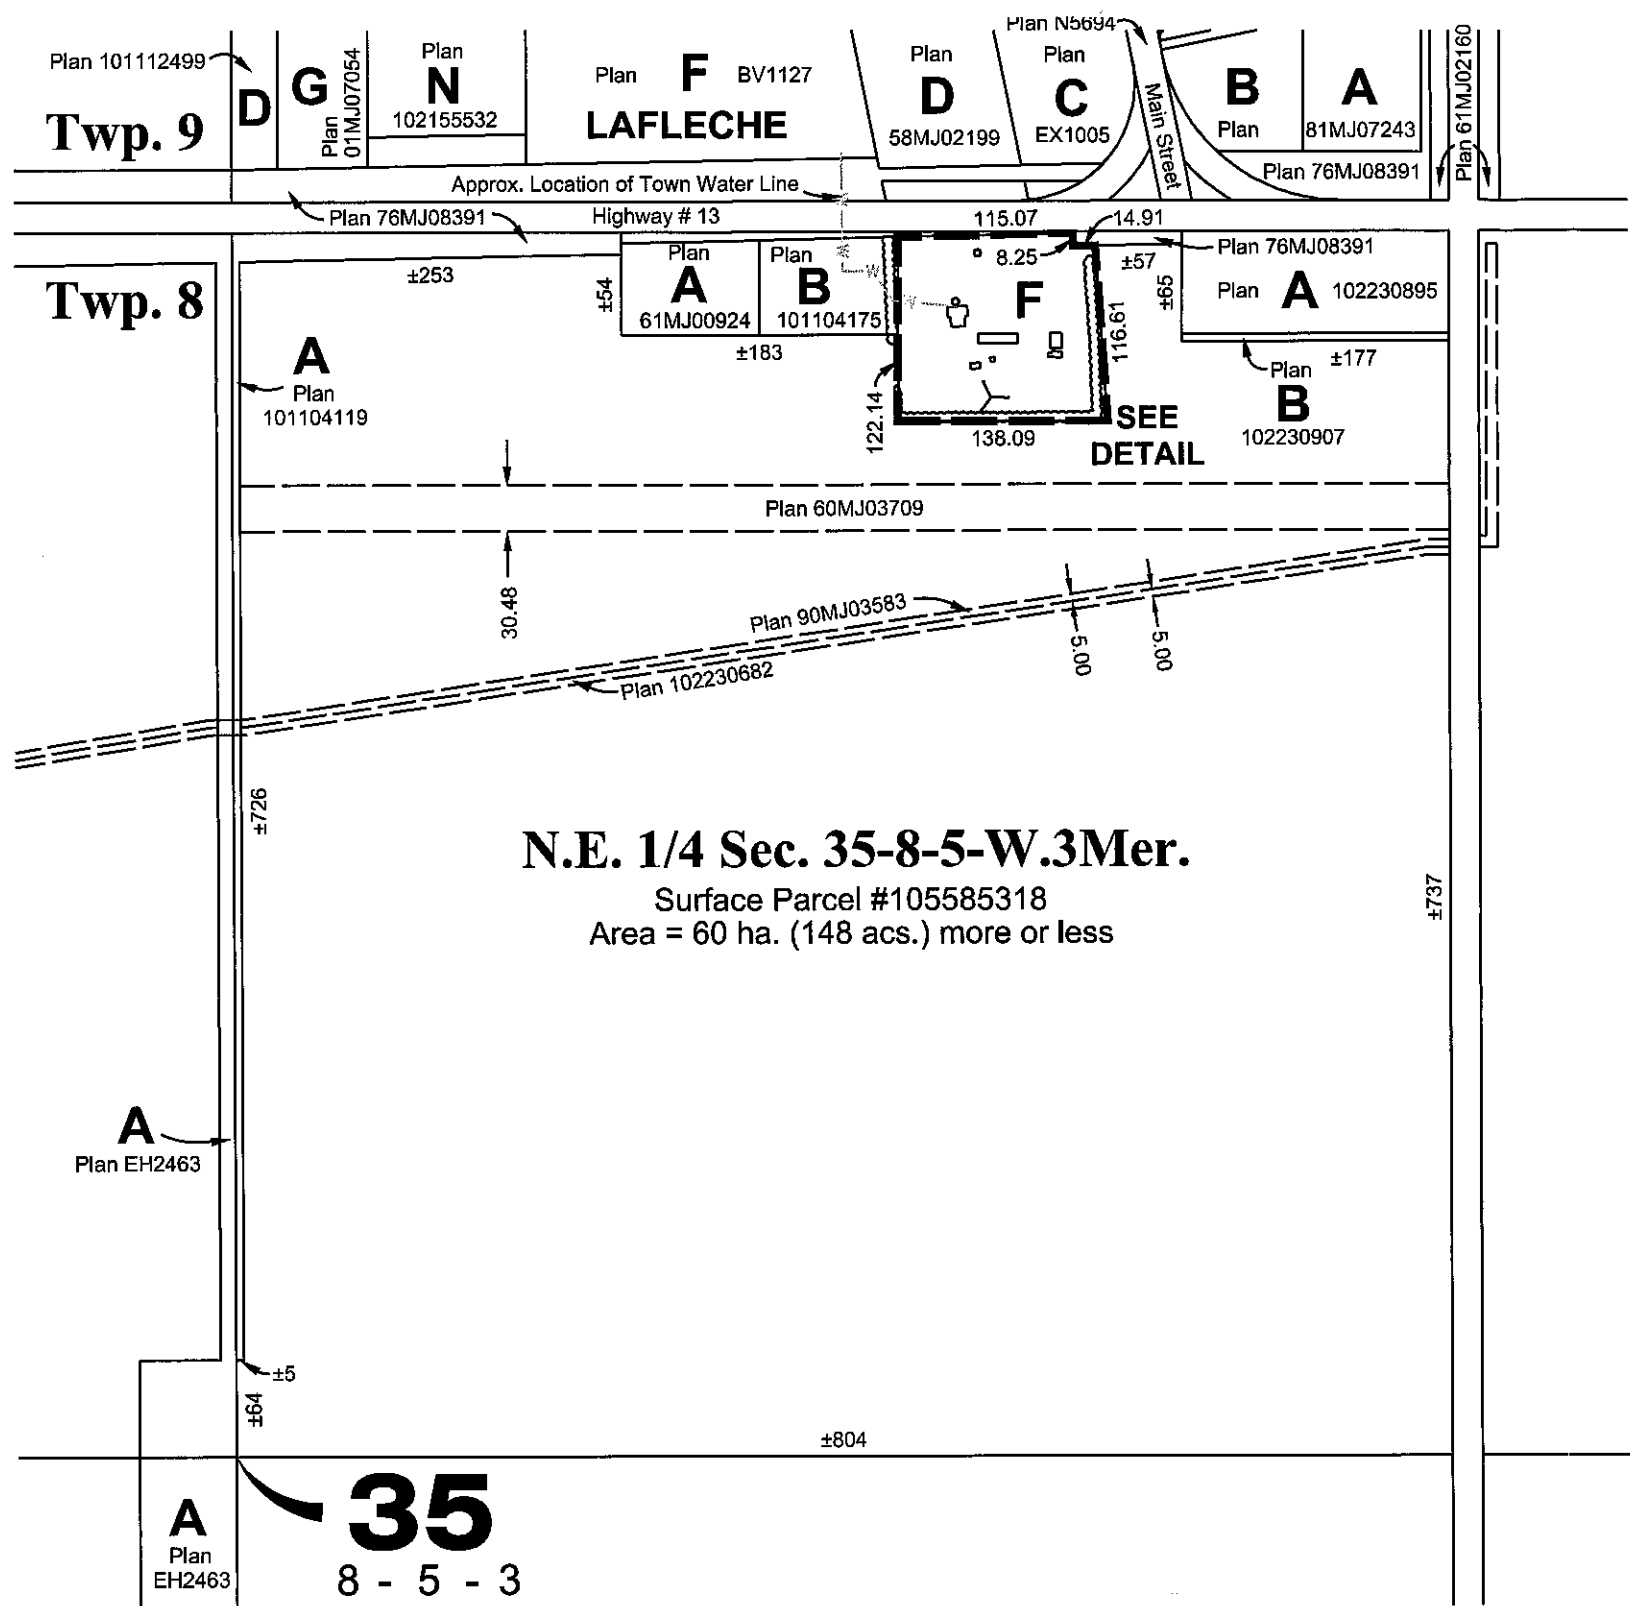 Plan N5694
Plan 101112499
D
G
Plan
01MJ07054
Plan
N
102155532
Plan F BV1127
LAFLECHE
Plan
D
58MJ02199
Plan
C
EX1005
Main Street
B
Plan
A
81MJ07243
Plan 61MJ02160
Twp. 9
Plan 76MJ08391
Approx. Location of Town Water Line
Plan 76MJ08391
Highway # 13
115.07
14.91
W
W
W
W
8.25
Plan 76MJ08391
±253
±54
Plan
A
61MJ00924
Plan
B
101104175
F
±57
±65
Plan A 102230895
Twp. 8
116.61
±183
±177
A
Plan
101104119
122.14
138.09
SEE
DETAIL
Plan
B
102230907
Plan 60MJ03709
30.48
Plan 90MJ03583
5.00
5.00
Plan 102230682
±726
N.E. 1/4 Sec. 35-8-5-W.3Mer.
Surface Parcel #105585318
Area = 60 ha. (148 acs.) more or less
±737
A
Plan EH2463
±5
±64
±804
35
8 - 5 - 3
A
Plan
EH2463